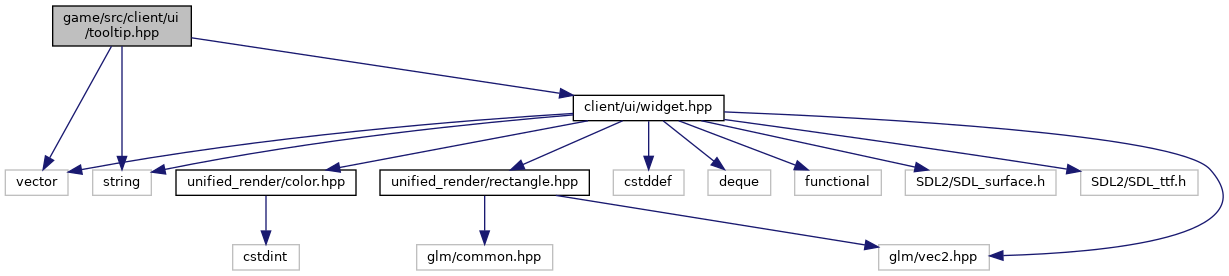 game/src/client/ui
/tooltip.hpp
client/ui/widget.hpp
vector
string
unified_render/color.hpp
unified_render/rectangle.hpp
cstddef
deque
functional
SDL2/SDL_surface.h
SDL2/SDL_ttf.h
cstdint
glm/common.hpp
glm/vec2.hpp